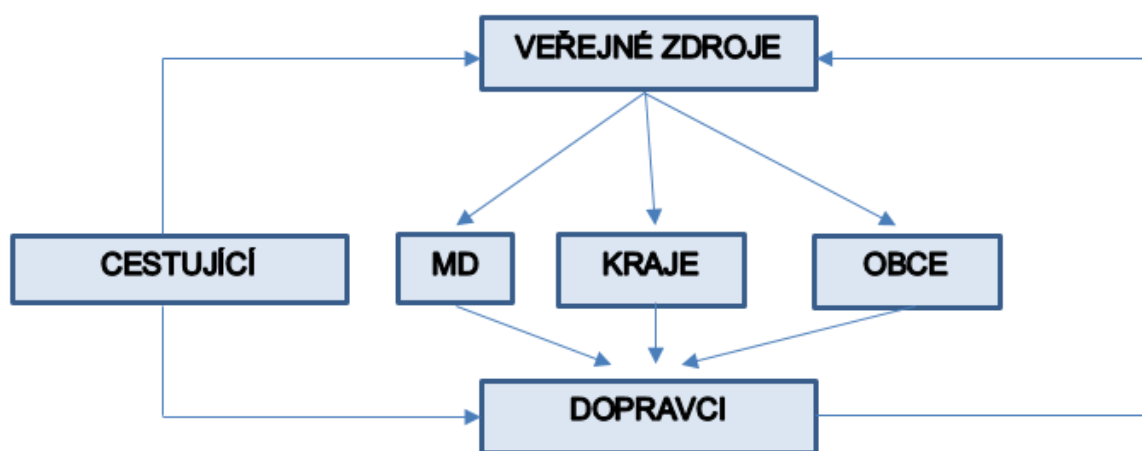 VEŘEJNÉ ZDROJE
CESTUJÍCÍ
MD
KRAJE
OBCE
DOPRAVCI